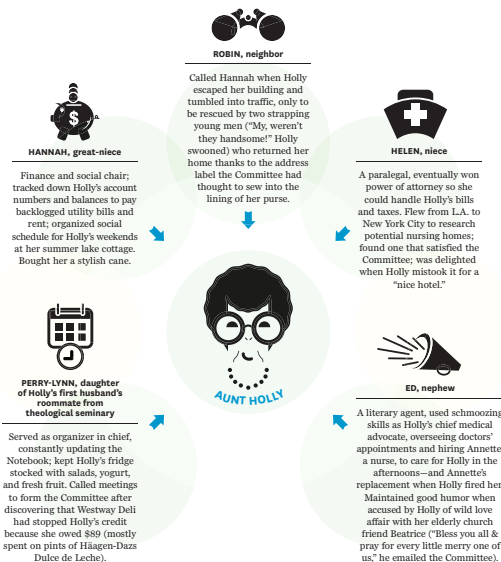 ROBIN, neighbor
Called Hannah when Holly
escaped her building and
tumbled into traffic, only to
be rescued by two strapping
young men (“My, weren’t
they handsome!” Holly
swooned) who returned her
home thanks to the address
label the Committee had
thought to sew into the
lining of her purse.
$
HANNAH, great-niece
Finance and social chair;
tracked down Holly’s account
numbers and balances to pay
backlogged utility bills and
rent; organized social
schedule for Holly’s weekends
at her summer lake cottage.
Bought her a stylish cane.
HELEN, niece
A paralegal, eventually won
power of attorney so she
could handle Holly’s bills
and taxes. Flew from L.A. to
New York City to research
potential nursing homes;
found one that satisfied the
Committee; was delighted
when Holly mistook it for a
“nice hotel.”
AUNT HOLLY
PERRY-LYNN, daughter
of Holly’s first husband’s
roommate from
theological seminary
Served as organizer in chief,
constantly updating the
Notebook; kept Holly’s fridge
stocked with salads, yogurt,
and fresh fruit. Called meetings
to form the Committee after
discovering that Westway Deli
had stopped Holly’s credit
because she owed $89 (mostly
spent on pints of Häagen-Dazs
Dulce de Leche).
ED, nephew
A literary agent, used schmoozing
skills as Holly’s chief medical
advocate, overseeing doctors’
appointments and hiring Annette,
a nurse, to care for Holly in the
afternoons—and Annette’s
replacement when Holly fired her.
Maintained good humor when
accused by Holly of wild love
affair with her elderly church
friend Beatrice (“Bless you all &
pray for every little merry one of
us,” he emailed the Committee).